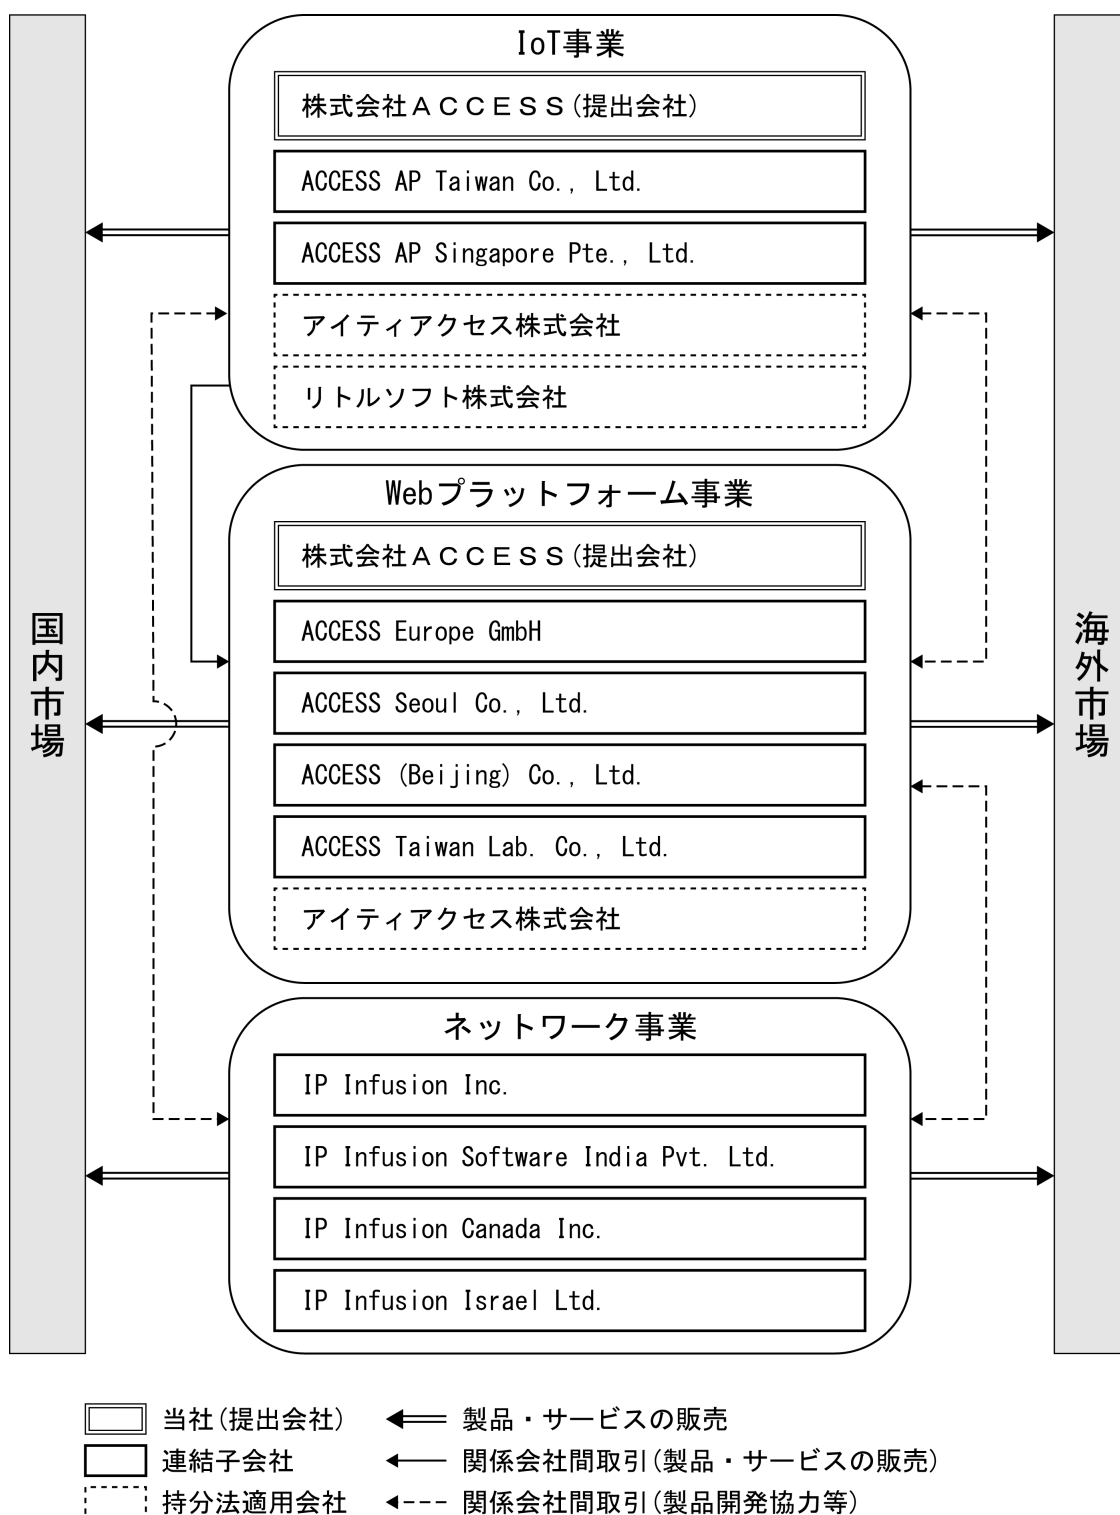 国内市場
IoT事業
株式会社ACCESS(提出会社)
ACCESS AP Taiwan Co., Ltd.
ACCESS AP Singapore Pte., Ltd.
アイティアクセス株式会社
リトルソフト株式会社
Webプラットフォーム事業
株式会社ACCESS(提出会社)
ACCESS Europe GmbH
ACCESS Seoul Co., Ltd.
ACCESS (Beijing) Co., Ltd.
ACCESS Taiwan Lab. Co., Ltd.
アイティアクセス株式会社
ネットワーク事業
IP Infusion Inc.
IP Infusion Software India Pvt. Ltd.
IP Infusion Canada Inc.
IP Infusion Israel Ltd.
海外市場
当社(提出会社)
製品・サービスの販売
連結子会社
関係会社間取引(製品・サービスの販売)
持分法適用会社
関係会社間取引(製品開発協力等)